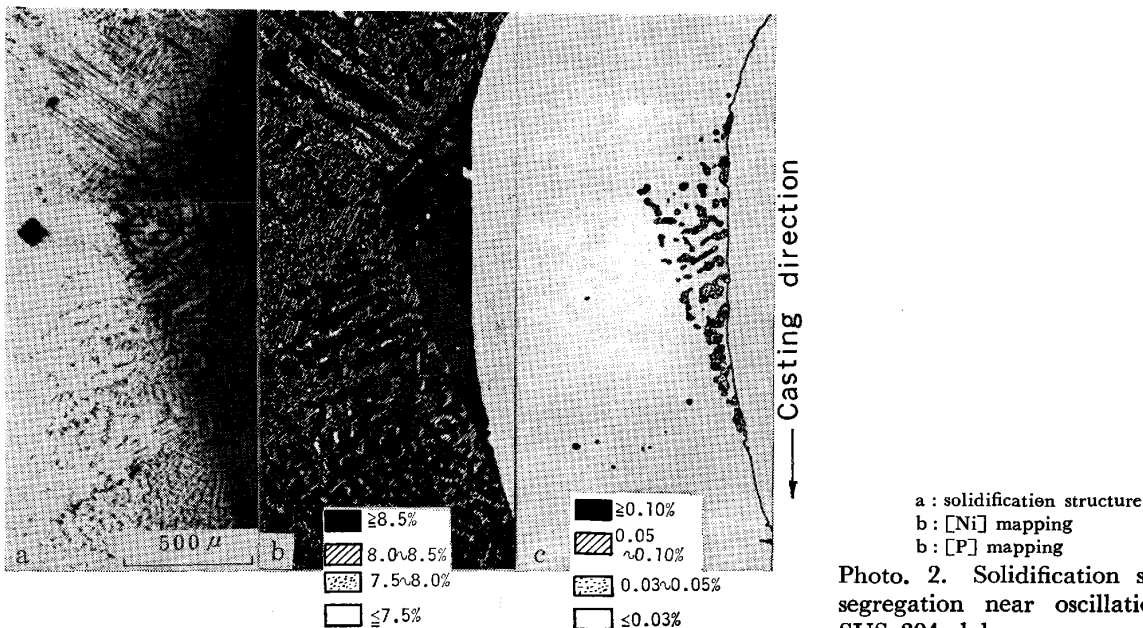 Casting direction
a
500 μ
b
≧8.5%
8.0~8.5%
7.5~8.0%
≦7.5%
c
≥0.10%
0.05
~0.10%
0.03~0.05%
≤0.03%
a : solidification structure
b : [Ni] mapping
b : [P] mapping
Photo. 2. Solidification s
segregation near oscillatio